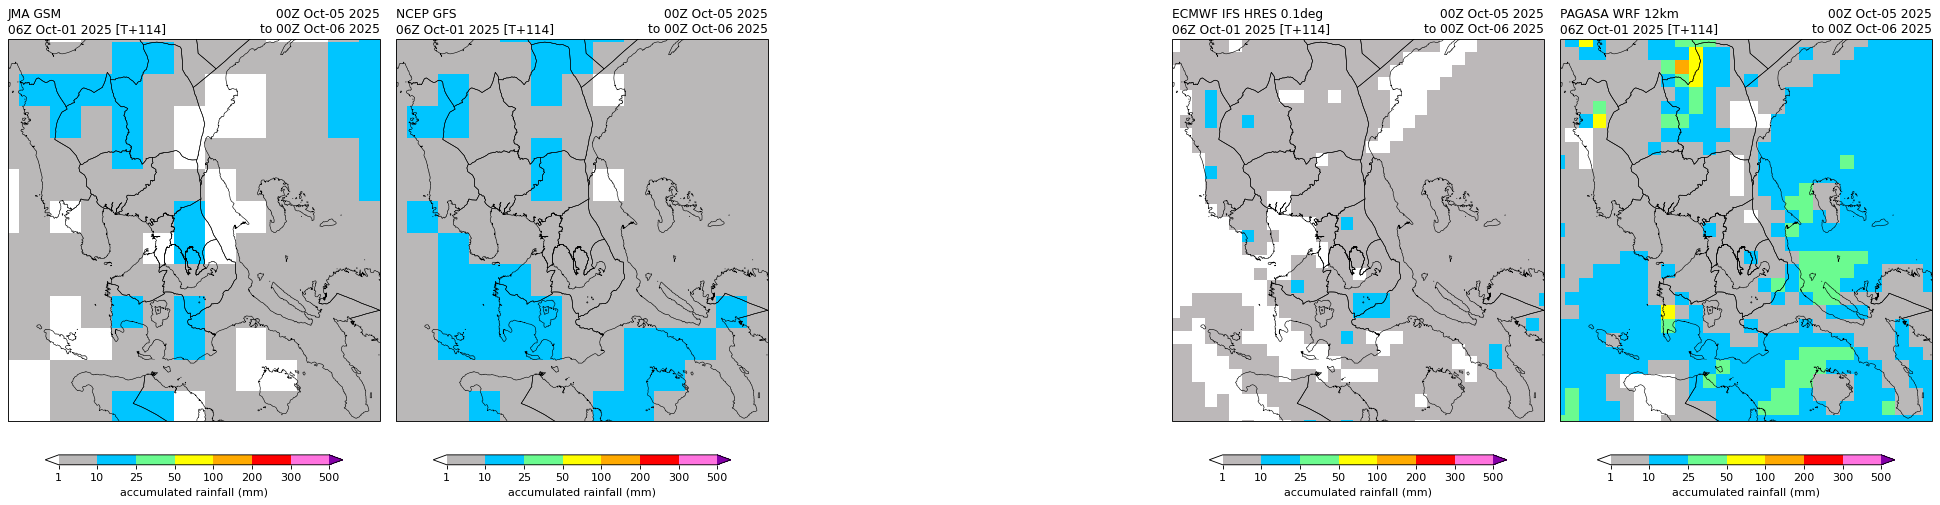 JMA GSM 00Z Oct-05 2025
06Z Oct-01 2025 [T+114] to 00Z Oct-06 2025
NCEP GFS 00Z Oct-05 2025
06Z Oct-01 2025 [T+114] to 00Z Oct-06 2025
ECMWF IFS HRES 0.1deg 00Z Oct-05 2025
06Z Oct-01 2025 [T+114] to 00Z Oct-06 2025
PAGASA WRF 12km 00Z Oct-05 2025
06Z Oct-01 2025 [T+114] to 00Z Oct-06 2025
1 10 25 50 100 200 300 500
accumulated rainfall (mm)
1 10 25 50 100 200 300 500
accumulated rainfall (mm)
1 10 25 50 100 200 300 500
accumulated rainfall (mm)
1 10 25 50 100 200 300 500
accumulated rainfall (mm)